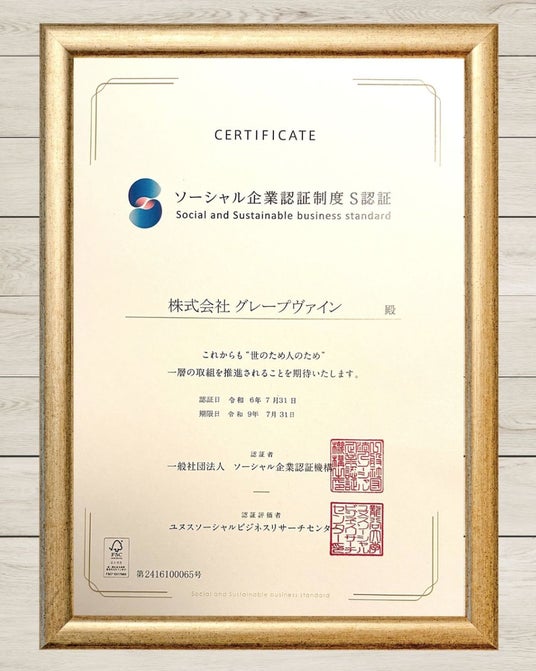 CERTIFICATE
ソーシャル企業認証制度 S認証
Social and Sustainable business standard
株式会社 グレープヴァイン 殿
これからも“世のため人のため”
一層の取組を推進されることを期待いたします。
認証日 令和 6年 7月31日
期限日 令和 9年 7月31日
認証者
一般社団法人 ソーシャル企業認証機構
認証評価者
ユヌスソーシャルビジネスリサーチセンター
FSC
第2416100065号
Social and Sustainable business standard